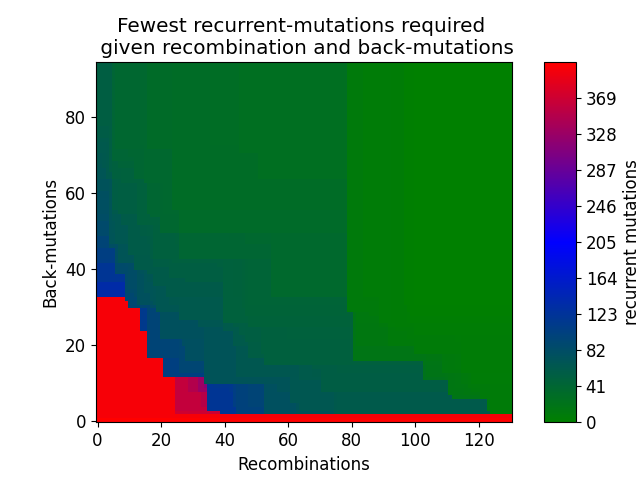 Fewest recurrent-mutations required
given recombination and back-mutations
Back-mutations
80
60
40
20
0
0 20 40 60 80 100 120
Recombinations
369
328
287
246
205
164
123
82
41
0
recurrent mutations